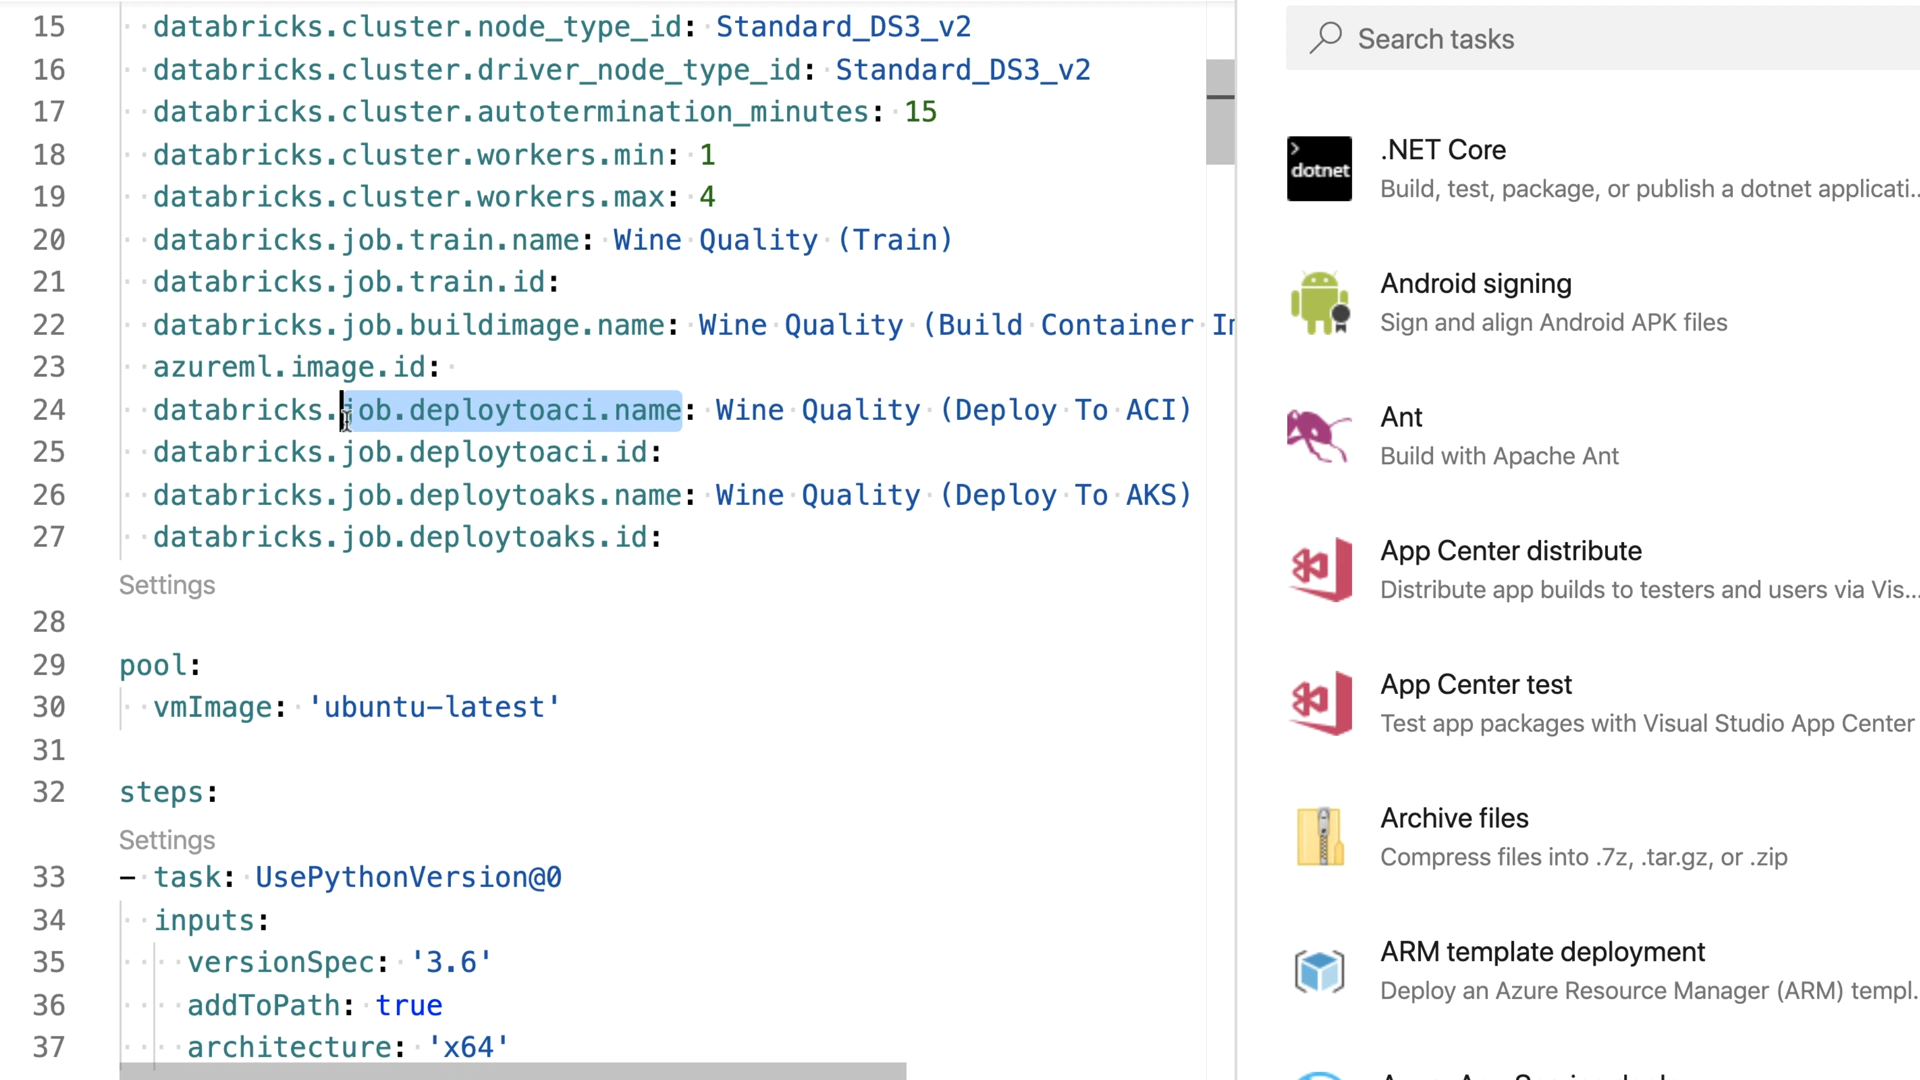 15 databricks.cluster.node_type_id: Standard_DS3_v2
16 databricks.cluster.driver_node_type_id: Standard_DS3_v2
17 databricks.cluster.autotermination_minutes: 15
18 databricks.cluster.workers.min: 1
19 databricks.cluster.workers.max: 4
20 databricks.job.train.name: Wine Quality (Train)
21 databricks.job.train.id:
22 databricks.job.buildimage.name: Wine Quality (Build Container
23 azureml.image.id:
24 databricks.job.deploytoaci.name: Wine Quality (Deploy To ACI)
25 databricks.job.deploytoaci.id:
26 databricks.job.deploytoaks.name: Wine Quality (Deploy To AKS)
27 databricks.job.deploytoaks.id:
Settings
28
29 pool:
30 vmImage: 'ubuntu-latest'
31
32 steps:
Settings
33 - task: UsePythonVersion@0
34 inputs:
35 versionSpec: '3.6'
36 addToPath: true
37 architecture: 'x64'
Search tasks
dotnet
.NET Core
Build, test, package, or publish a dotnet applicati...
Android signing
Sign and align Android APK files
Ant
Build with Apache Ant
App Center distribute
Distribute app builds to testers and users via Vis...
App Center test
Test app packages with Visual Studio App Center
Archive files
Compress files into .7z, .tar.gz, or .zip
ARM template deployment
Deploy an Azure Resource Manager (ARM) templ.